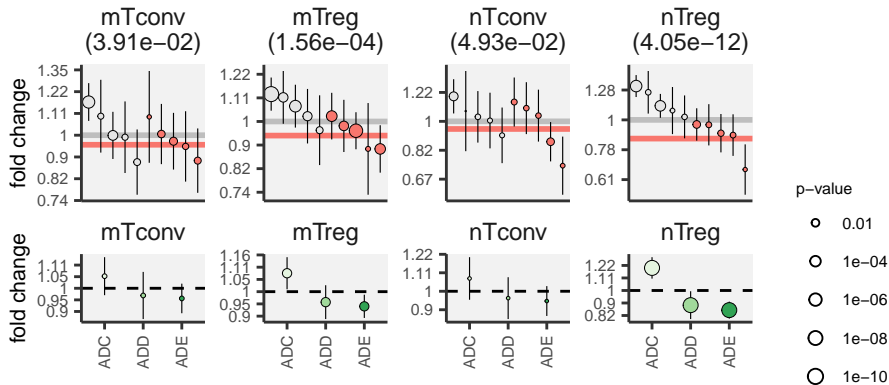 mTconv
(3.91e−02)
mTreg
(1.56e−04)
nTconv
(4.93e−02)
nTreg
(4.05e−12)
fold change
1.35
1.22
1.11
1
0.9
0.82
0.74
1.22
1.11
1
0.9
0.82
0.74
1.22
1
0.82
0.67
1.28
1
0.78
0.61
mTconv
mTreg
nTconv
nTreg
fold change
1.11
1.05
1
0.95
0.9
1.16
1.1
1.05
1
0.95
0.9
1.22
1.11
1
0.9
1.22
1.11
1
0.9
0.82
ADC
ADD
ADE
ADC
ADD
ADE
ADC
ADD
ADE
ADC
ADD
ADE
p−value
0.01
1e−04
1e−06
1e−08
1e−10